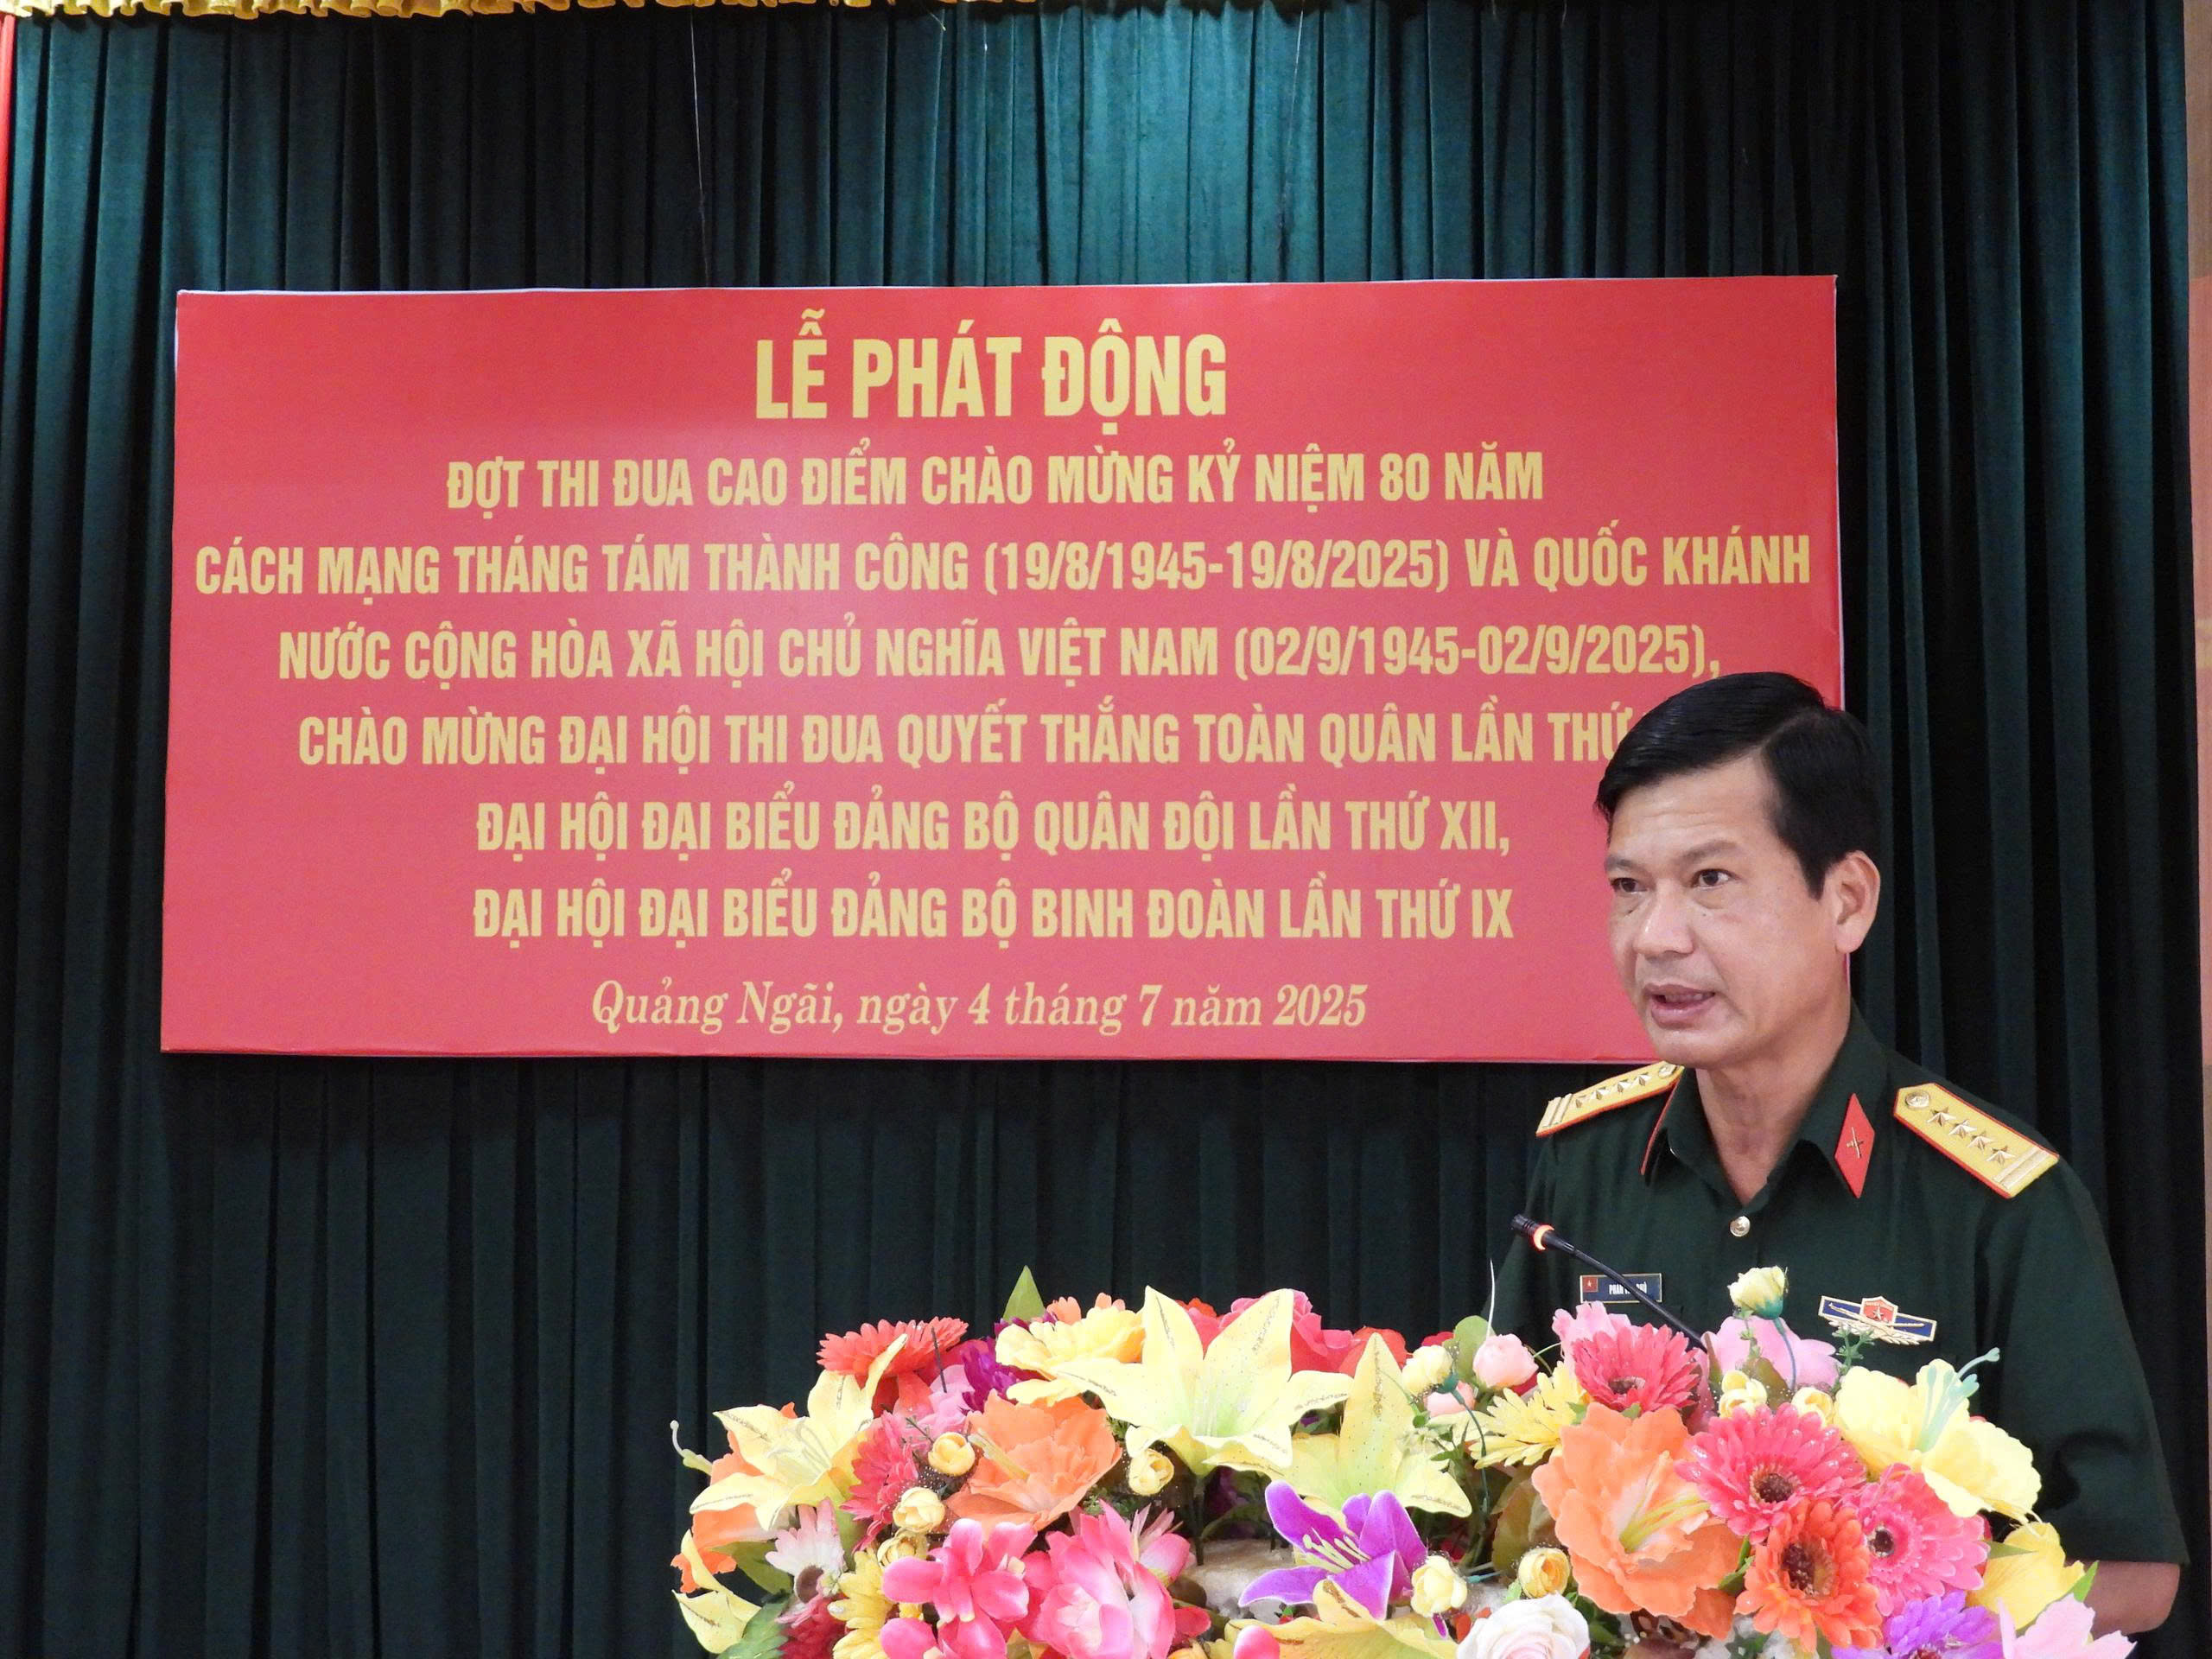 LỄ PHÁT ĐỘNG
ĐỢT THI ĐUA CAO ĐIỂM CHÀO MỪNG KỶ NIỆM 80 NĂM
CÁCH MẠNG THÁNG TÁM THÀNH CÔNG (19/8/1945-19/8/2025) VÀ QUỐC KHÁNH
NƯỚC CỘNG HÒA XÃ HỘI CHỦ NGHĨA VIỆT NAM (02/9/1945-02/9/2025),
CHÀO MỪNG ĐẠI HỘI THI ĐUA QUYẾT THẮNG TOÀN QUÂN LẦN THỨ
ĐẠI HỘI ĐẠI BIỂU ĐẢNG BỘ QUÂN ĐỘI LẦN THỨ XII,
ĐẠI HỘI ĐẠI BIỂU ĐẢNG BỘ BINH ĐOÀN LẦN THỨ IX
Quảng Ngãi, ngày 4 tháng 7 năm 2025